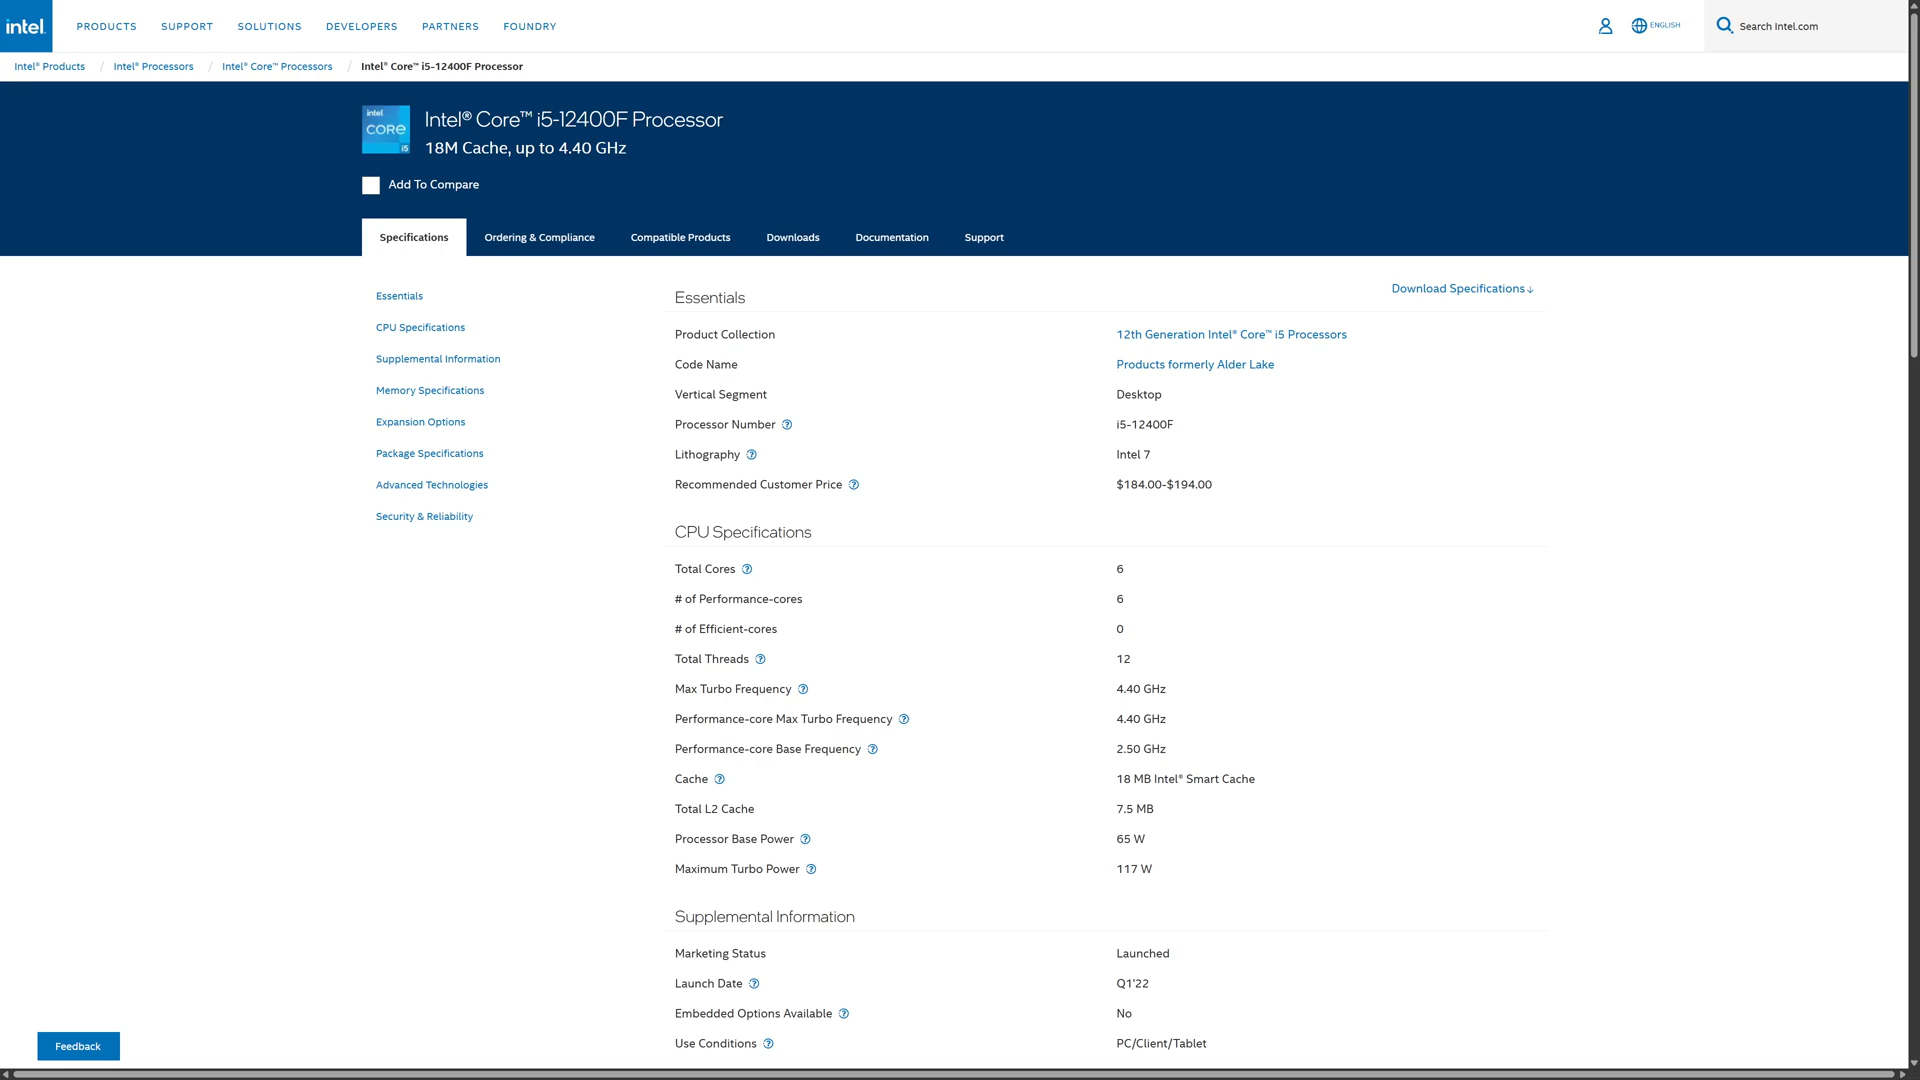 intel.
PRODUCTS SUPPORT SOLUTIONS DEVELOPERS PARTNERS FOUNDRY
ENGLISH
Search Intel.com
Intel® Products / Intel® Processors / Intel® Core™ Processors / Intel® Core™ i5-12400F Processor
intel
CORE
i5
Intel® Core™ i5-12400F Processor
18M Cache, up to 4.40 GHz
Add To Compare
Specifications Ordering & Compliance Compatible Products Downloads Documentation Support
Essentials
CPU Specifications
Supplemental Information
Memory Specifications
Expansion Options
Package Specifications
Advanced Technologies
Security & Reliability
Essentials
Download Specifications↓
Product Collection 12th Generation Intel® Core™ i5 Processors
Code Name Products formerly Alder Lake
Vertical Segment Desktop
Processor Number ? i5-12400F
Lithography ? Intel 7
Recommended Customer Price ? $184.00-$194.00
CPU Specifications
Total Cores ? 6
# of Performance-cores 6
# of Efficient-cores 0
Total Threads ? 12
Max Turbo Frequency ? 4.40 GHz
Performance-core Max Turbo Frequency ? 4.40 GHz
Performance-core Base Frequency ? 2.50 GHz
Cache ? 18 MB Intel® Smart Cache
Total L2 Cache 7.5 MB
Processor Base Power ? 65 W
Maximum Turbo Power ? 117 W
Supplemental Information
Marketing Status Launched
Launch Date ? Q1'22
Embedded Options Available ? No
Use Conditions ? PC/Client/Tablet
Feedback